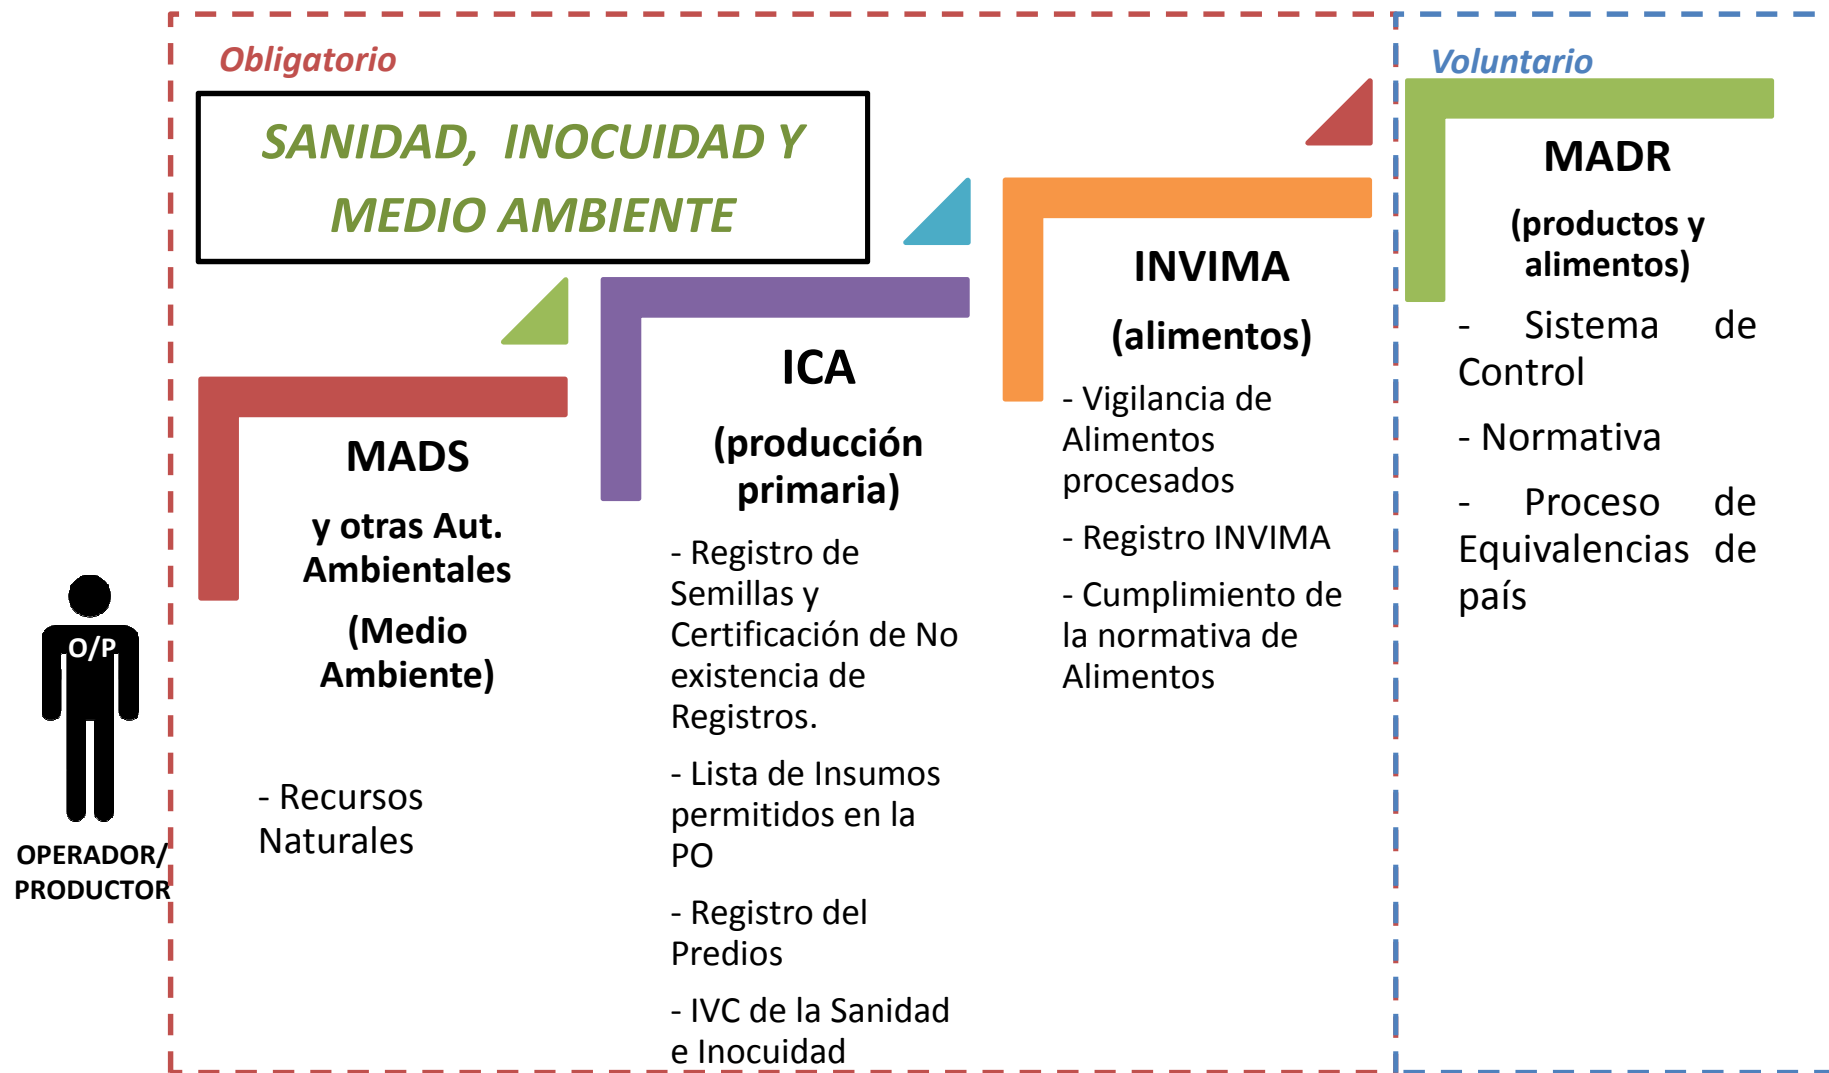 Obligatorio
SANIDAD, INOCUIDAD Y
MEDIO AMBIENTE
O/P
OPERADOR/
PRODUCTOR
MADS
y otras Aut.
Ambientales
(Medio
Ambiente)
- Recursos
Naturales
ICA
(producción
primaria)
- Registro de
Semillas y
Certificación de No
existencia de
Registros.
- Lista de Insumos
permitidos en la
PO
- Registro del
Predios
- IVC de la Sanidad
e Inocuidad
INVIMA
(alimentos)
- Vigilancia de
Alimentos
procesados
- Registro INVIMA
- Cumplimiento de
la normativa de
Alimentos
Voluntario
MADR
(productos y
alimentos)
- Sistema de
Control
- Normativa
- Proceso de
Equivalencias de
país